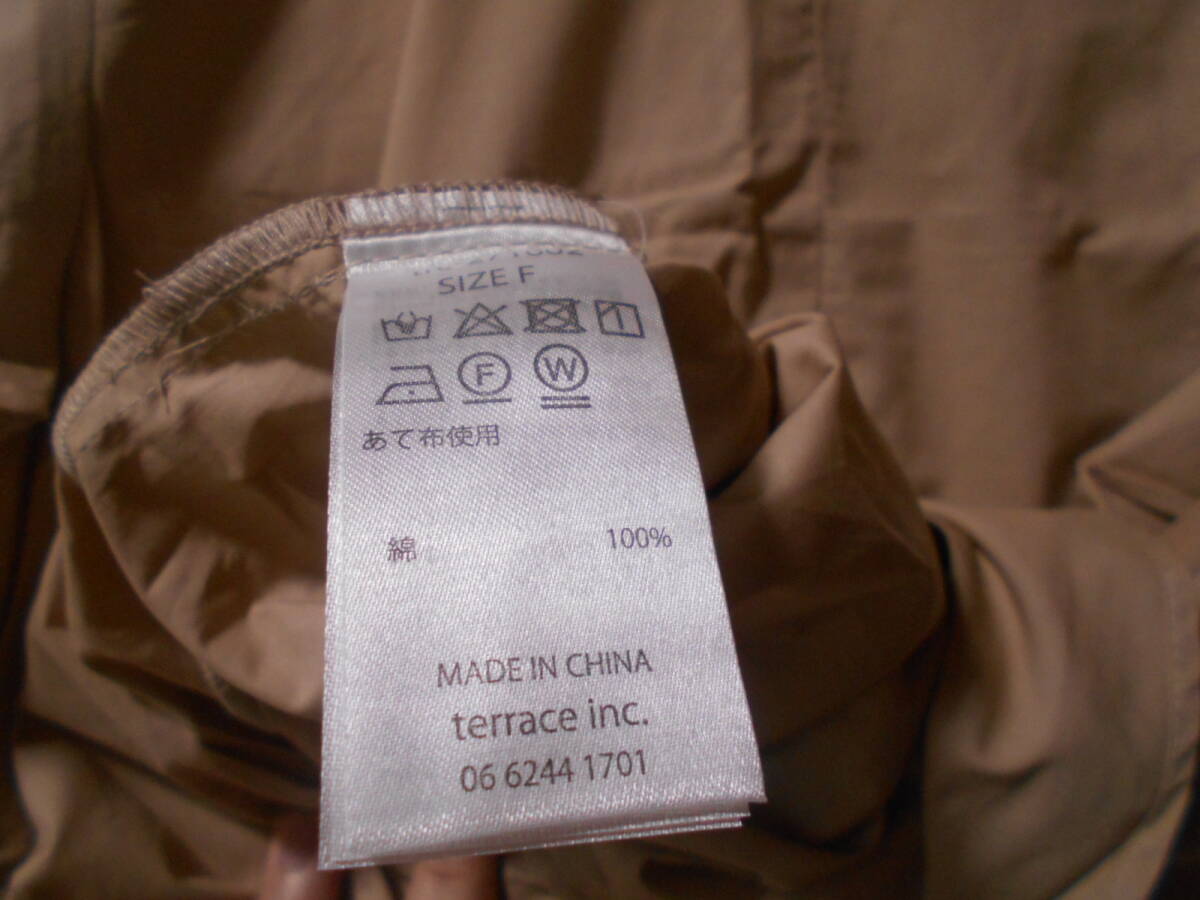 SIZE F
F W
あて布使用
綿 100%
MADE IN CHINA
terrace inc.
06 6244 1701